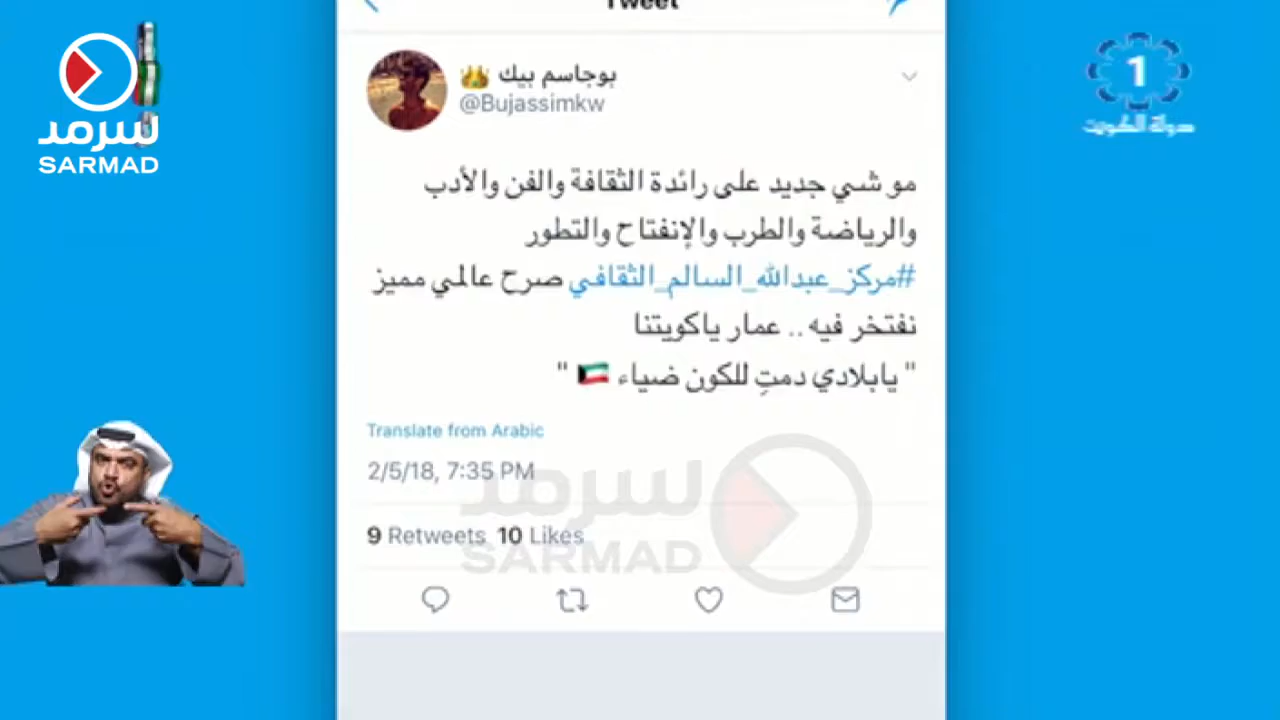 Tweet
سرمد
SARMAD
1
دولة الكويت
بوجاسم بيك 👑
@Bujassimkw
مو شي جديد على رائدة الثقافة والفن والأدب
والرياضة والطرب والإنفتاح والتطور
#مركز_عبدالله_السالم_الثقافي صرح عالمي مميز
نفتخر فيه .. عمار ياكويتنا
" يابلادي دمتِ للكون ضياء 🇰🇼 "
Translate from Arabic
2/5/18, 7:35 PM
9 Retweets 10 Likes
سرمد
SARMAD